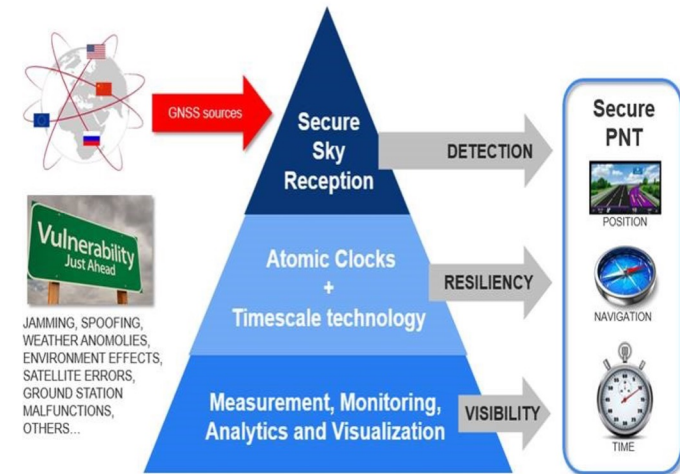 GNSS sources
Secure
Sky
Reception
DETECTION
Secure
PNT
POSITION
Vulnerability
Just Ahead
Atomic Clocks
+
Timescale technology
RESILIENCY
NAVIGATION
JAMMING, SPOOFING,
WEATHER ANOMOLIES,
ENVIRONMENT EFFECTS,
SATELLITE ERRORS,
GROUND STATION
MALFUNCTIONS,
OTHERS...
Measurement, Monitoring,
Analytics and Visualization
VISIBILITY
TIME